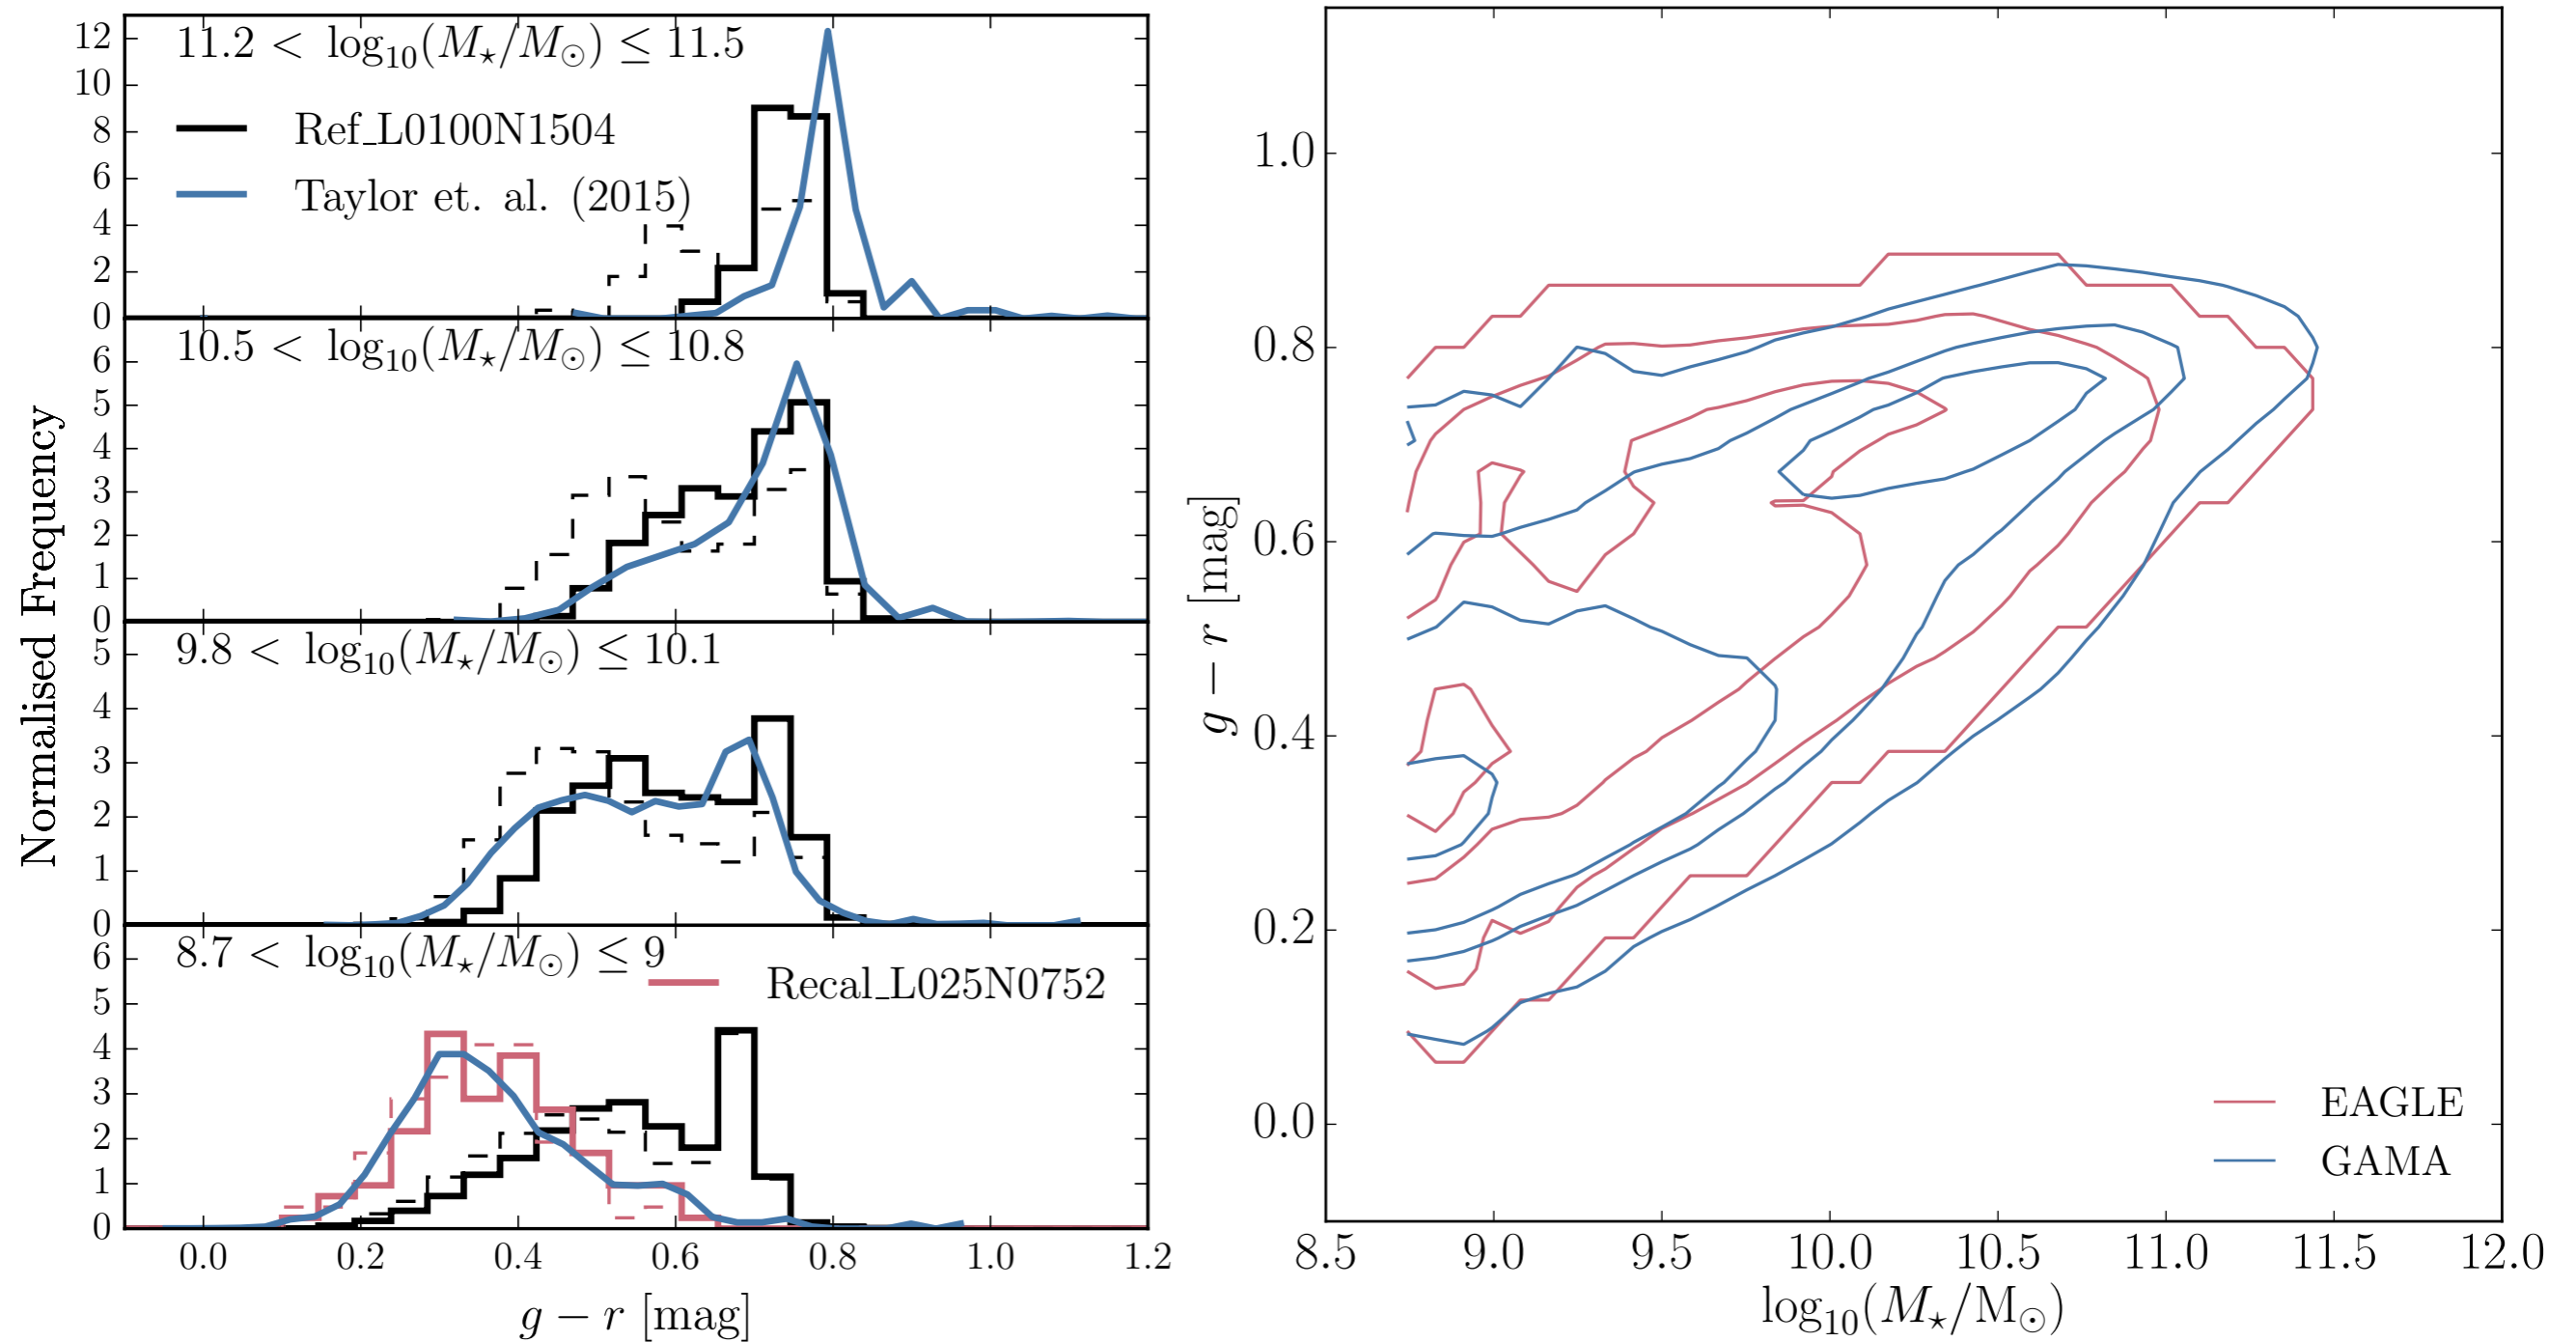 Normalised Frequency
11.2 < log₁₀(M⋆/M⊙) ≤ 11.5
Ref_L0100N1504
Taylor et. al. (2015)
12
10
8
6
4
2
0
10.5 < log₁₀(M⋆/M⊙) ≤ 10.8
6
5
4
3
2
1
0
9.8 < log₁₀(M⋆/M⊙) ≤ 10.1
5
4
3
2
1
0
8.7 < log₁₀(M⋆/M⊙) ≤ 9
Recal_L025N0752
6
5
4
3
2
1
0
0.0 0.2 0.4 0.6 0.8 1.0 1.2
g − r [mag]
g − r [mag]
1.0
0.8
0.6
0.4
0.2
0.0
EAGLE
GAMA
8.5 9.0 9.5 10.0 10.5 11.0 11.5 12.0
log₁₀(M⋆/M⊙)